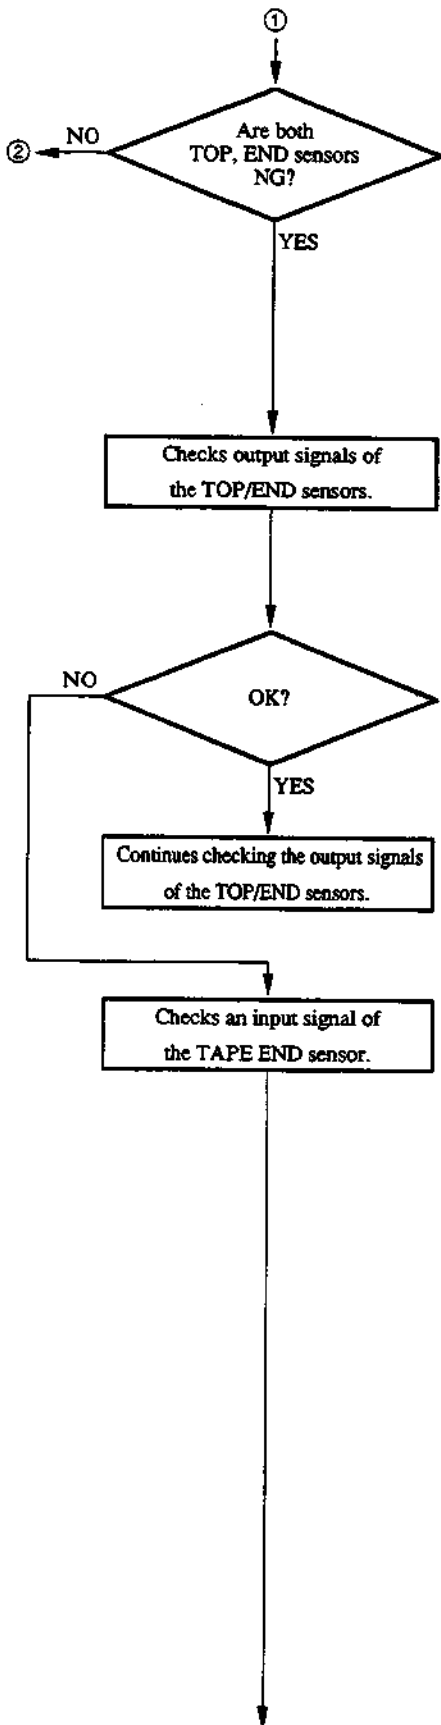 ①
Are both
TOP, END sensors
NG?
NO
②
YES
Checks output signals of
the TOP/END sensors.
NO
OK?
YES
Continues checking the output signals
of the TOP/END sensors.
Checks an input signal of
the TAPE END sensor.